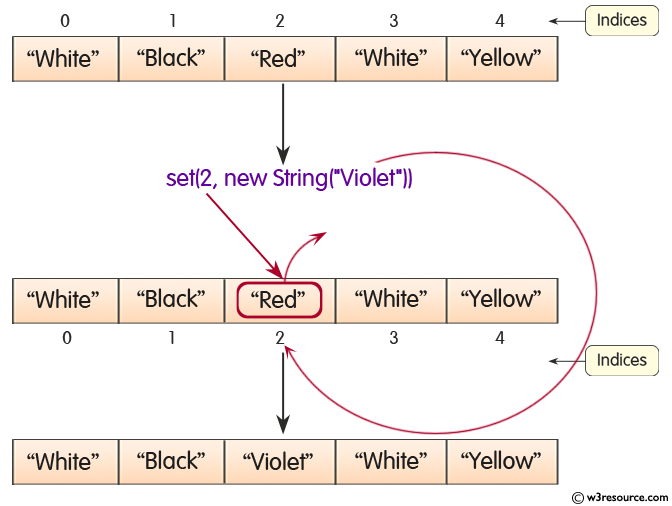 0 1 2 3 4 Indices
“White” “Black” “Red” “White” “Yellow”
set(2, new String("Violet"))
“White” “Black” “Red” “White” “Yellow”
0 1 2 3 4
Indices
“White” “Black” “Violet” “White” “Yellow”
© w3resource.com